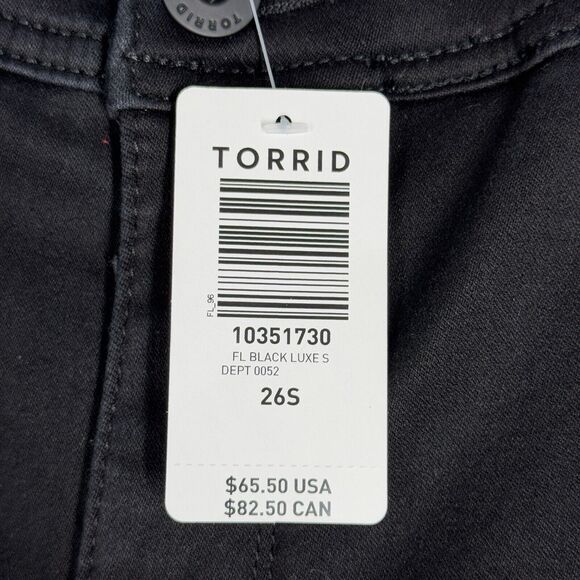 TORRID
TORRID
FL_96
10351730
FL BLACK LUXE S
DEPT 0052
26S
$65.50 USA
$82.50 CAN